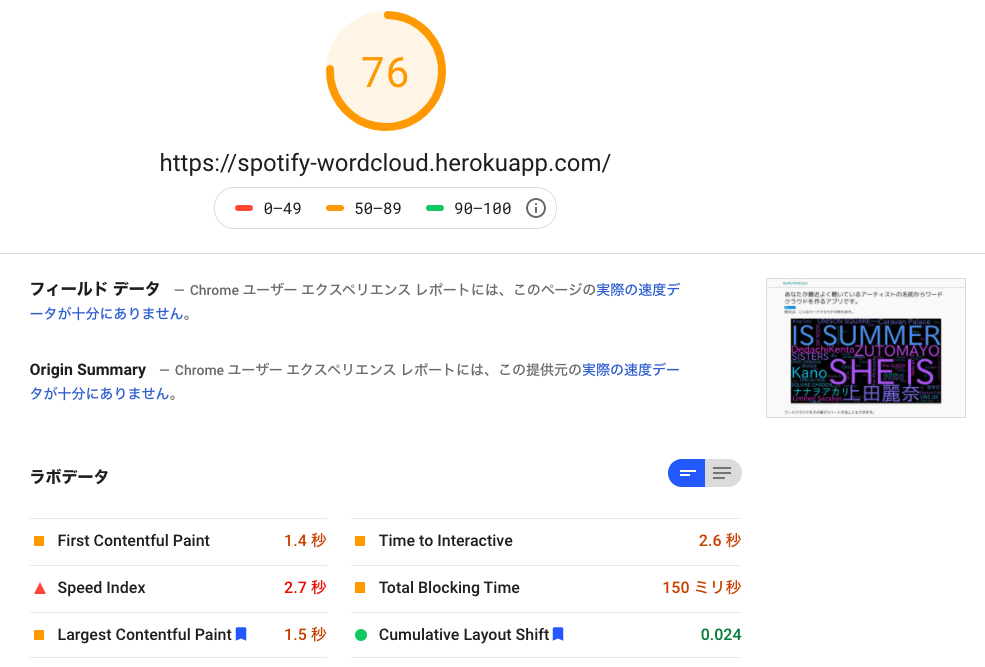 76
https://spotify-wordcloud.herokuapp.com/
0–49 50–89 90–100
フィールド データ — Chrome ユーザー エクスペリエンス レポートには、このページの実際の速度デ
ータが十分にありません。
あなたが最近よく聴いているアーティストの名前からワード
クラウドを作るアプリです。
IS SUMMER
Dedachi Kenta ZUTOMAYO
SISTERS
Kano SHE IS
ナナヲアカリ 上田麗奈
Origin Summary — Chrome ユーザー エクスペリエンス レポートには、この提供元の実際の速度デー
タが十分にありません。
ラボデータ
First Contentful Paint 1.4 秒 Time to Interactive 2.6 秒
Speed Index 2.7 秒 Total Blocking Time 150 ミリ秒
Largest Contentful Paint 1.5 秒 Cumulative Layout Shift 0.024